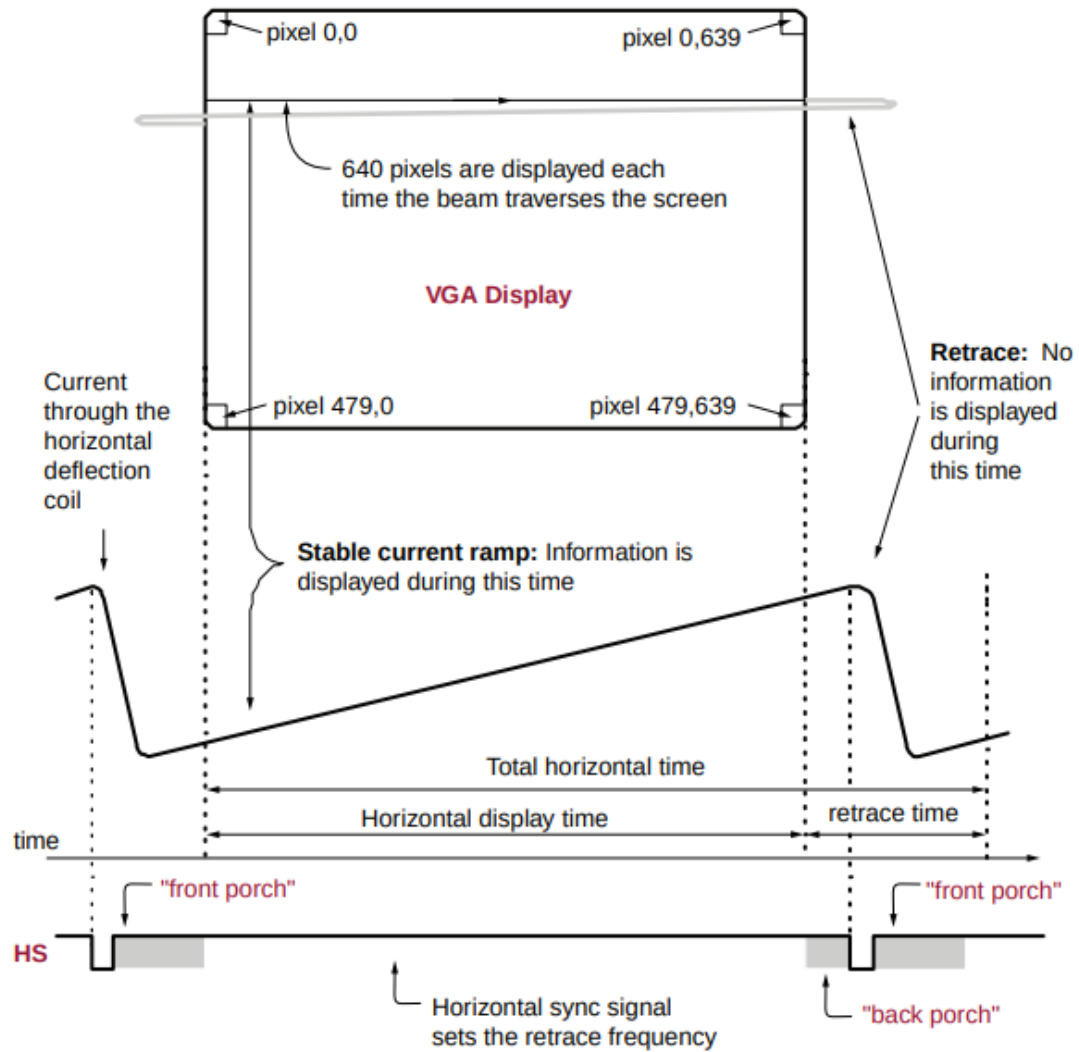 pixel 0,0
pixel 0,639
640 pixels are displayed each
time the beam traverses the screen
VGA Display
Retrace: No
information
is displayed
during
this time
Current
through the
horizontal
deflection
coil
pixel 479,0
pixel 479,639
Stable current ramp: Information is
displayed during this time
Total horizontal time
Horizontal display time
retrace time
time
"front porch"
"front porch"
HS
Horizontal sync signal
sets the retrace frequency
"back porch"